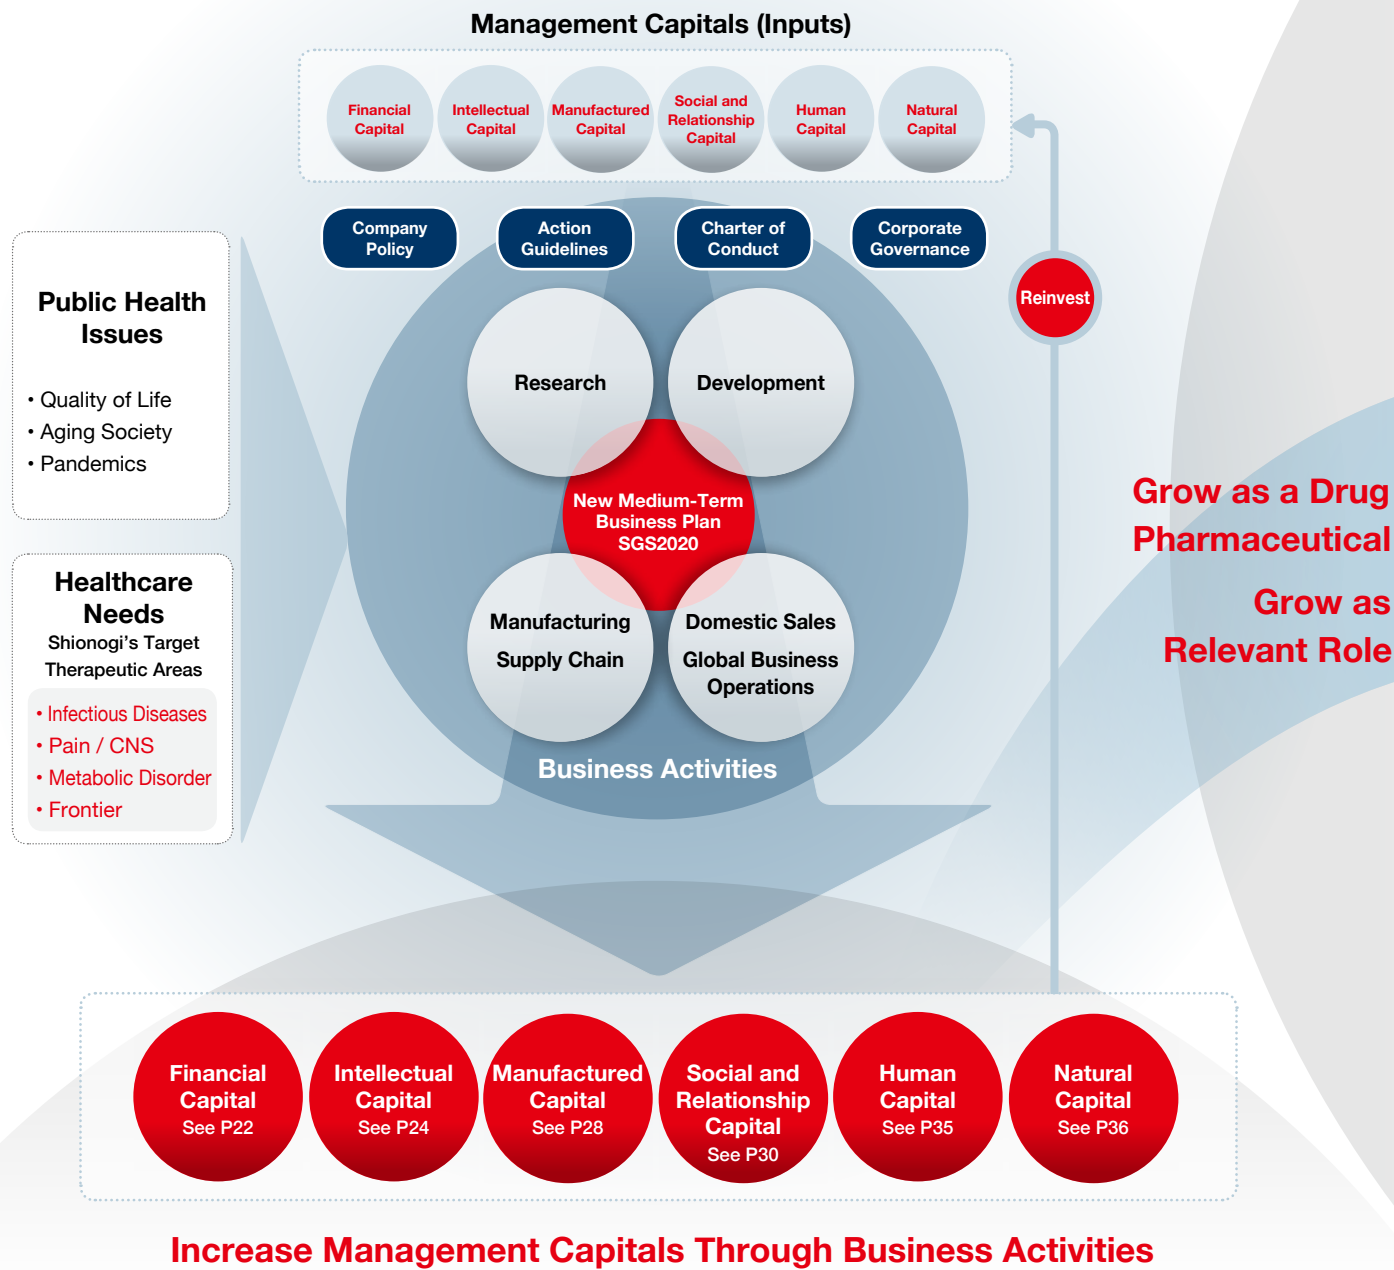 Management Capitals (Inputs)
Financial
Capital
Intellectual
Capital
Manufactured
Capital
Social and
Relationship
Capital
Human
Capital
Natural
Capital
Company
Policy
Action
Guidelines
Charter of
Conduct
Corporate
Governance
Reinvest
Public Health
Issues
• Quality of Life
• Aging Society
• Pandemics
Healthcare
Needs
Shionogi's Target
Therapeutic Areas
• Infectious Diseases
• Pain / CNS
• Metabolic Disorder
• Frontier
Research
Development
New Medium-Term
Business Plan
SGS2020
Manufacturing
Supply Chain
Domestic Sales
Global Business
Operations
Business Activities
Grow as a Drug
Pharmaceutical
Grow as
Relevant Role
Financial
Capital
See P22
Intellectual
Capital
See P24
Manufactured
Capital
See P28
Social and
Relationship
Capital
See P30
Human
Capital
See P35
Natural
Capital
See P36
Increase Management Capitals Through Business Activities